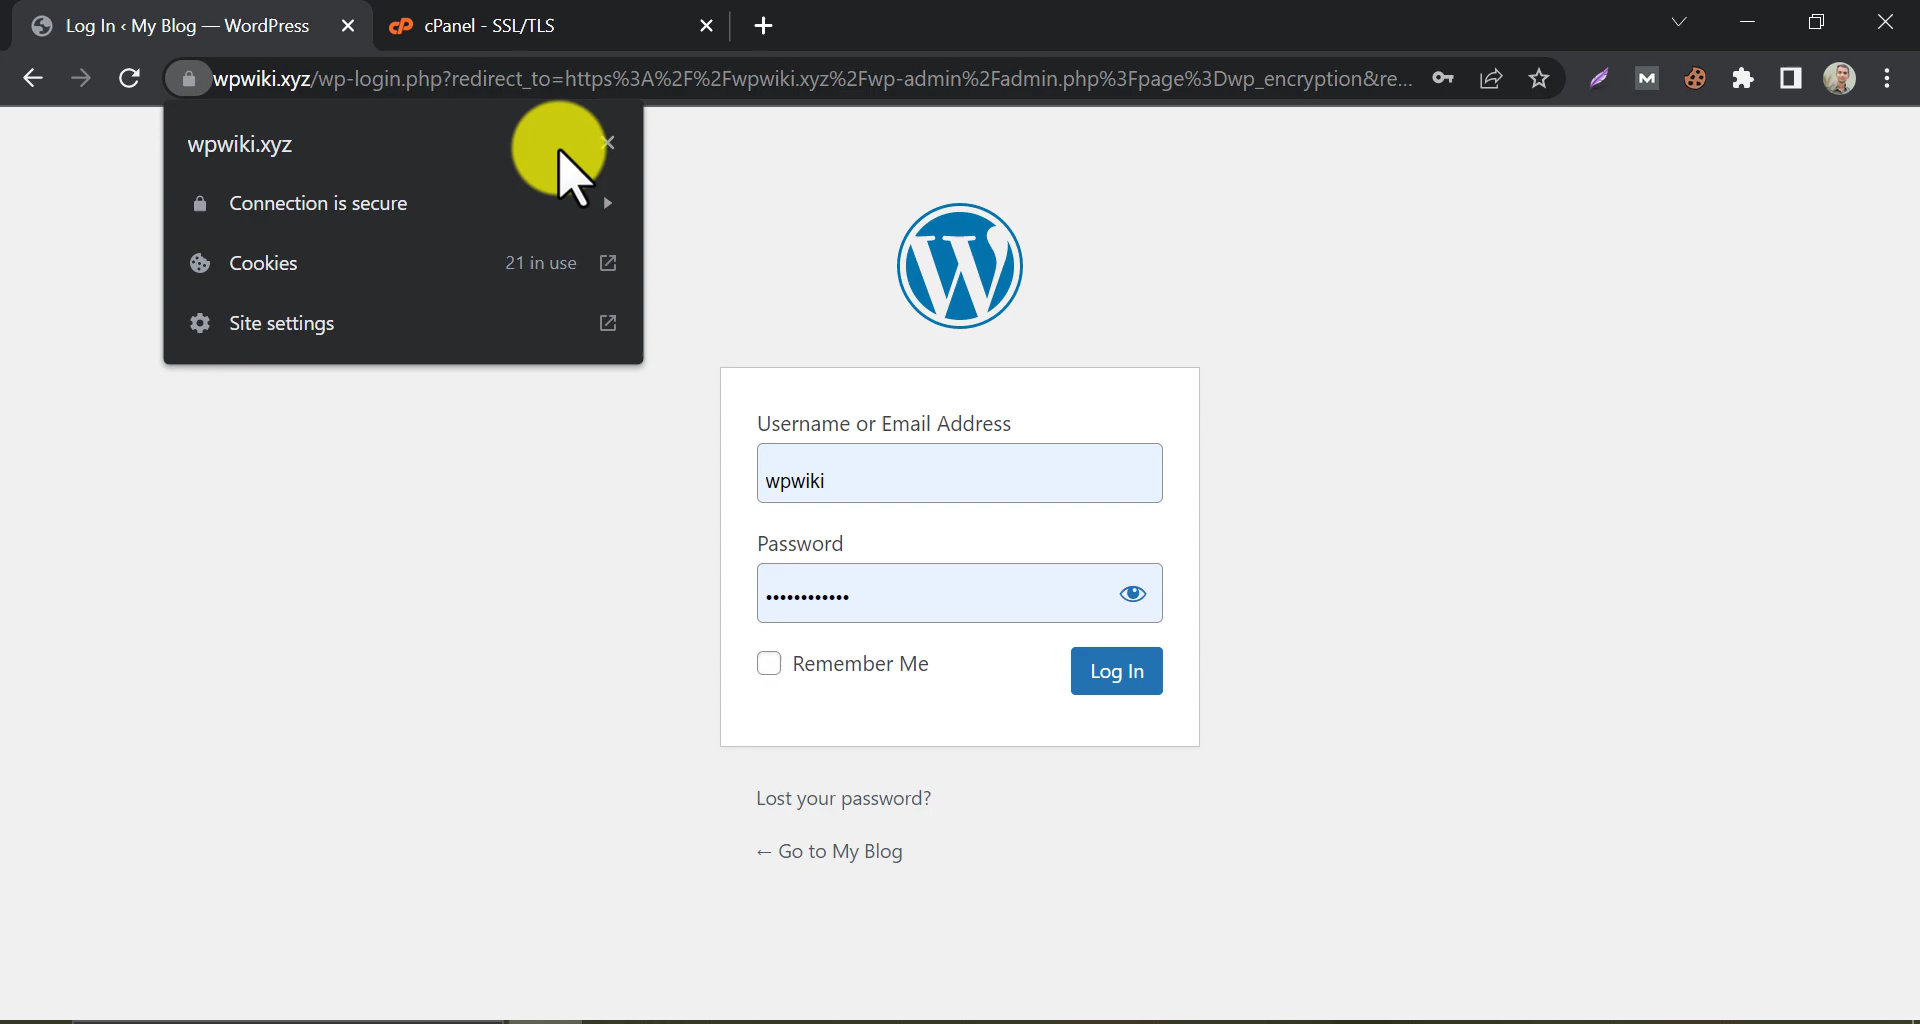 Log In ‹ My Blog — WordPress
cPanel - SSL/TLS
wpwiki.xyz/wp-login.php?redirect_to=https%3A%2F%2Fwpwiki.xyz%2Fwp-admin%2Fadmin.php%3Fpage%3Dwp_encryption&re...
wpwiki.xyz
Connection is secure
Cookies 21 in use
Site settings
Username or Email Address
wpwiki
Password
••••••••••••
Remember Me
Log In
Lost your password?
← Go to My Blog